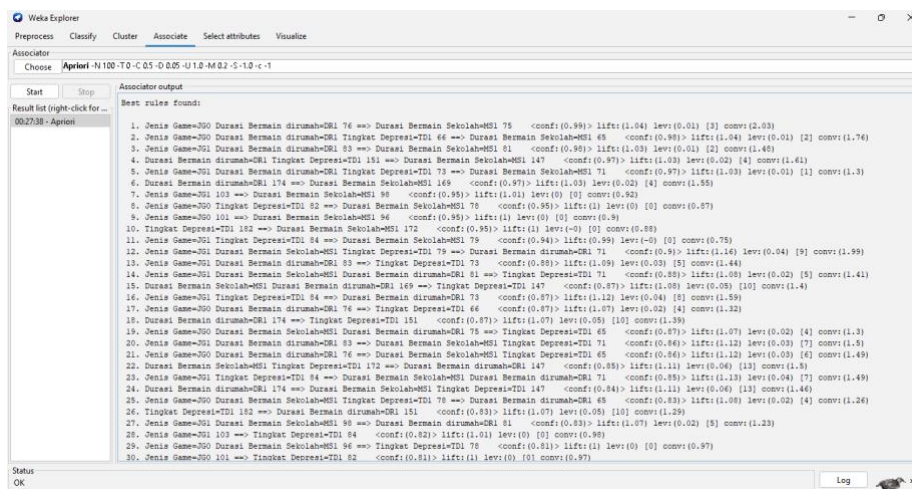 Weka Explorer
Preprocess Classify Cluster Associate Select attributes Visualize
Associator
Choose Apriori -N 100 -T 0 -C 0.5 -D 0.05 -U 1.0 -M 0.2 -S -1.0 -c -1
Start Stop
Associator output
Result list (right-click for ...
00:27:38 - Apriori
Best rules found:
1. Jenis Game=JG0 Durasi Bermain dirumah=DR1 76 ==> Durasi Bermain Sekolah=MS1 75 <conf:(0.99)> lift:(1.04) lev:(0.01) [3] conv:(2.03)
2. Jenis Game=JG0 Durasi Bermain dirumah=DR1 Tingkat Depresi=TD1 66 ==> Durasi Bermain Sekolah=MS1 65 <conf:(0.98)> lift:(1.04) lev:(0.01) [2] conv:(1.76)
3. Jenis Game=JG1 Durasi Bermain dirumah=DR1 83 ==> Durasi Bermain Sekolah=MS1 81 <conf:(0.98)> lift:(1.03) lev:(0.01) [2] conv:(1.48)
4. Durasi Bermain dirumah=DR1 Tingkat Depresi=TD1 151 ==> Durasi Bermain Sekolah=MS1 147 <conf:(0.97)> lift:(1.03) lev:(0.02) [4] conv:(1.61)
5. Jenis Game=JG1 Durasi Bermain dirumah=DR1 Tingkat Depresi=TD1 73 ==> Durasi Bermain Sekolah=MS1 71 <conf:(0.97)> lift:(1.03) lev:(0.01) [1] conv:(1.3)
6. Durasi Bermain dirumah=DR1 174 ==> Durasi Bermain Sekolah=MS1 169 <conf:(0.97)> lift:(1.03) lev:(0.02) [4] conv:(1.55)
7. Jenis Game=JG1 103 ==> Durasi Bermain Sekolah=MS1 98 <conf:(0.95)> lift:(1.01) lev:(0) [0] conv:(0.92)
8. Jenis Game=JG0 Tingkat Depresi=TD1 82 ==> Durasi Bermain Sekolah=MS1 78 <conf:(0.95)> lift:(1) lev:(0) [0] conv:(0.87)
9. Jenis Game=JG0 101 ==> Durasi Bermain Sekolah=MS1 96 <conf:(0.95)> lift:(1) lev:(0) [0] conv:(0.9)
10. Tingkat Depresi=TD1 182 ==> Durasi Bermain Sekolah=MS1 172 <conf:(0.95)> lift:(1) lev:(-0) [0] conv:(0.88)
11. Jenis Game=JG1 Tingkat Depresi=TD1 84 ==> Durasi Bermain Sekolah=MS1 79 <conf:(0.94)> lift:(0.99) lev:(-0) [0] conv:(0.75)
12. Jenis Game=JG1 Durasi Bermain Sekolah=MS1 Tingkat Depresi=TD1 79 ==> Durasi Bermain dirumah=DR1 71 <conf:(0.9)> lift:(1.16) lev:(0.04) [9] conv:(1.99)
13. Jenis Game=JG1 Durasi Bermain dirumah=DR1 83 ==> Tingkat Depresi=TD1 73 <conf:(0.88)> lift:(1.09) lev:(0.03) [5] conv:(1.44)
14. Jenis Game=JG1 Durasi Bermain Sekolah=MS1 Durasi Bermain dirumah=DR1 81 ==> Tingkat Depresi=TD1 71 <conf:(0.88)> lift:(1.08) lev:(0.02) [5] conv:(1.41)
15. Durasi Bermain Sekolah=MS1 Durasi Bermain dirumah=DR1 169 ==> Tingkat Depresi=TD1 147 <conf:(0.87)> lift:(1.08) lev:(0.05) [10] conv:(1.4)
16. Jenis Game=JG1 Tingkat Depresi=TD1 84 ==> Durasi Bermain dirumah=DR1 73 <conf:(0.87)> lift:(1.12) lev:(0.04) [8] conv:(1.59)
17. Jenis Game=JG0 Durasi Bermain dirumah=DR1 76 ==> Tingkat Depresi=TD1 66 <conf:(0.87)> lift:(1.07) lev:(0.02) [4] conv:(1.32)
18. Durasi Bermain dirumah=DR1 174 ==> Tingkat Depresi=TD1 151 <conf:(0.87)> lift:(1.07) lev:(0.05) [10] conv:(1.39)
19. Jenis Game=JG0 Durasi Bermain Sekolah=MS1 Durasi Bermain dirumah=DR1 75 ==> Tingkat Depresi=TD1 65 <conf:(0.87)> lift:(1.07) lev:(0.02) [4] conv:(1.3)
20. Jenis Game=JG1 Durasi Bermain dirumah=DR1 83 ==> Durasi Bermain Sekolah=MS1 Tingkat Depresi=TD1 71 <conf:(0.86)> lift:(1.12) lev:(0.03) [7] conv:(1.5)
21. Jenis Game=JG0 Durasi Bermain dirumah=DR1 76 ==> Durasi Bermain Sekolah=MS1 Tingkat Depresi=TD1 65 <conf:(0.86)> lift:(1.12) lev:(0.03) [6] conv:(1.49)
22. Durasi Bermain Sekolah=MS1 Tingkat Depresi=TD1 172 ==> Durasi Bermain dirumah=DR1 147 <conf:(0.85)> lift:(1.11) lev:(0.06) [13] conv:(1.5)
23. Jenis Game=JG1 Tingkat Depresi=TD1 84 ==> Durasi Bermain Sekolah=MS1 Durasi Bermain dirumah=DR1 71 <conf:(0.85)> lift:(1.13) lev:(0.04) [7] conv:(1.49)
24. Durasi Bermain dirumah=DR1 174 ==> Durasi Bermain Sekolah=MS1 Tingkat Depresi=TD1 147 <conf:(0.84)> lift:(1.11) lev:(0.06) [13] conv:(1.46)
25. Jenis Game=JG0 Durasi Bermain Sekolah=MS1 Tingkat Depresi=TD1 78 ==> Durasi Bermain dirumah=DR1 65 <conf:(0.83)> lift:(1.08) lev:(0.02) [4] conv:(1.26)
26. Tingkat Depresi=TD1 182 ==> Durasi Bermain dirumah=DR1 151 <conf:(0.83)> lift:(1.07) lev:(0.05) [10] conv:(1.29)
27. Jenis Game=JG1 Durasi Bermain Sekolah=MS1 98 ==> Durasi Bermain dirumah=DR1 81 <conf:(0.83)> lift:(1.07) lev:(0.02) [5] conv:(1.23)
28. Jenis Game=JG1 103 ==> Tingkat Depresi=TD1 84 <conf:(0.82)> lift:(1.01) lev:(0) [0] conv:(0.98)
29. Jenis Game=JG0 Durasi Bermain Sekolah=MS1 96 ==> Tingkat Depresi=TD1 78 <conf:(0.81)> lift:(1) lev:(0) [0] conv:(0.97)
30. Jenis Game=JG0 101 ==> Tingkat Depresi=TD1 82 <conf:(0.81)> lift:(1) lev:(0) [0] conv:(0.97)
Status
OK
Log